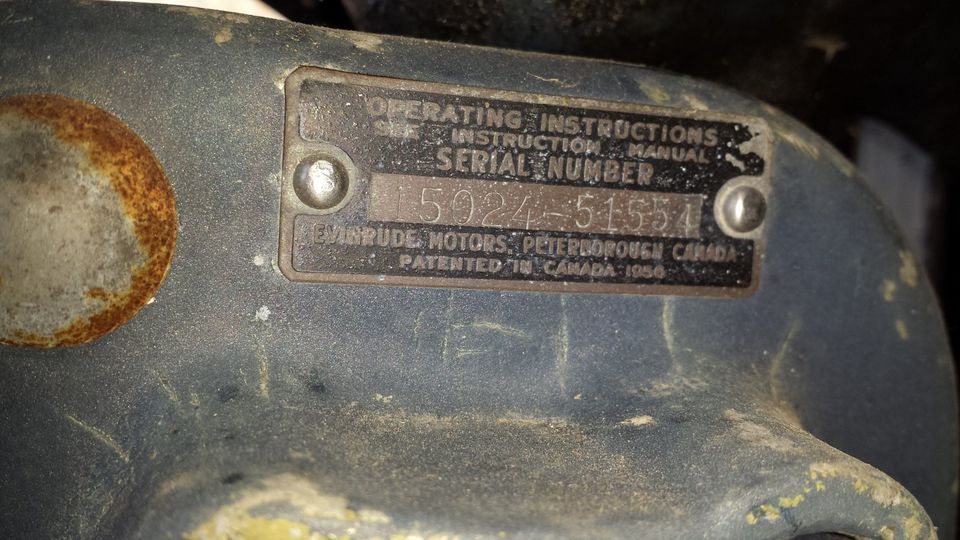 OPERATING INSTRUCTIONS
SEE INSTRUCTION MANUAL
SERIAL NUMBER
15024-51554
EVINRUDE MOTORS, PETERBOROUGH CANADA
PATENTED IN CANADA 1956